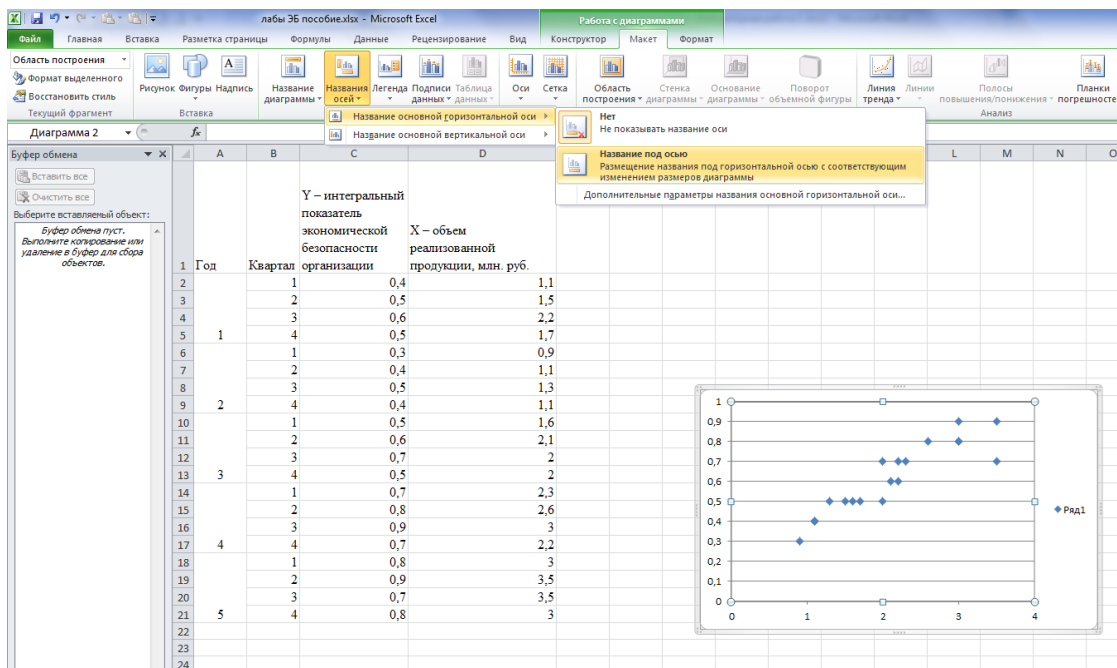 лабы ЭБ пособие.xlsx - Microsoft Excel
Работа с диаграммами
Файл Главная Вставка Разметка страницы Формулы Данные Рецензирование Вид Конструктор Макет Формат
Область построения
Формат выделенного
Восстановить стиль
Текущий фрагмент
Рисунок Фигуры Надпись
Вставка
Название диаграммы
Названия осей
Легенда
Подписи данных
Таблица данных
Оси
Сетка
Область построения
Стенка диаграммы
Основание диаграммы
Поворот объемной фигуры
Линия тренда
Линии
Полосы повышения/понижения
Планки
погрешносте
Анализ
Название основной горизонтальной оси
Название основной вертикальной оси
Нет
Не показывать название оси
Название под осью
Размещение названия под горизонтальной осью с соответствующим
изменением размеров диаграммы
Дополнительные параметры названия основной горизонтальной оси...
Диаграмма 2
fx
Буфер обмена
Вставить все
Очистить все
Выберите вставляемый объект:
Буфер обмена пуст.
Выполните копирование или
удаление в буфер для сбора
объектов.
A B C D L M N O
1 Год Квартал Y – интегральный показатель экономической безопасности организации X – объем реализованной продукции, млн. руб.
2 1 0,4 1,1
3 2 0,5 1,5
4 3 0,6 2,2
5 1 4 0,5 1,7
6 1 0,3 0,9
7 2 0,4 1,1
8 3 0,5 1,3
9 2 4 0,4 1,1
10 1 0,5 1,6
11 2 0,6 2,1
12 3 0,7 2
13 3 4 0,5 2
14 1 0,7 2,3
15 2 0,8 2,6
16 3 0,9 3
17 4 4 0,7 2,2
18 1 0,8 3
19 2 0,9 3,5
20 3 0,7 3,5
21 5 4 0,8 3
22
23
24
1
0,9
0,8
0,7
0,6
0,5
0,4
0,3
0,2
0,1
0
0 1 2 3 4
Ряд1